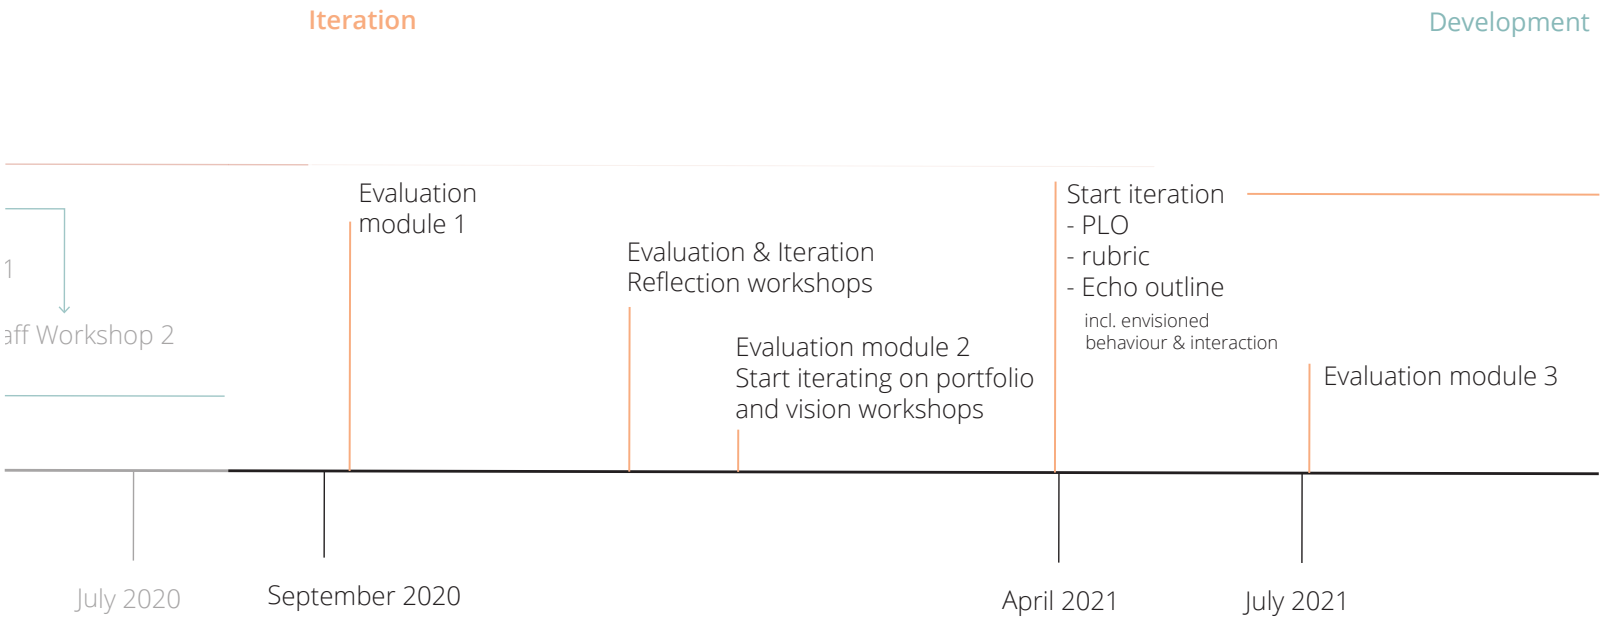 Iteration
Development
Evaluation
module 1
Evaluation & Iteration
Reflection workshops
Evaluation module 2
Start iterating on portfolio
and vision workshops
Start iteration
- PLO
- rubric
- Echo outline
incl. envisioned
behaviour & interaction
Evaluation module 3
1
aff Workshop 2
July 2020
September 2020
April 2021
July 2021